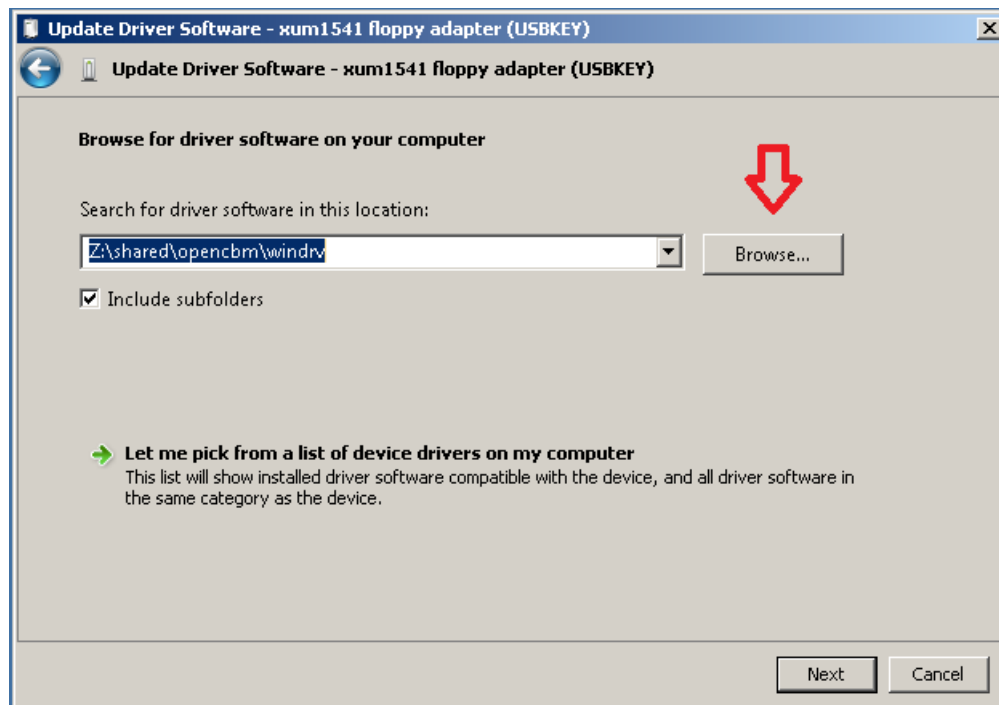 Update Driver Software - xum1541 floppy adapter (USBKEY)
Update Driver Software - xum1541 floppy adapter (USBKEY)
Browse for driver software on your computer
Search for driver software in this location:
Z:\shared\opencbm\windrv
Browse...
Include subfolders
Let me pick from a list of device drivers on my computer
This list will show installed driver software compatible with the device, and all driver software in
the same category as the device.
Next Cancel